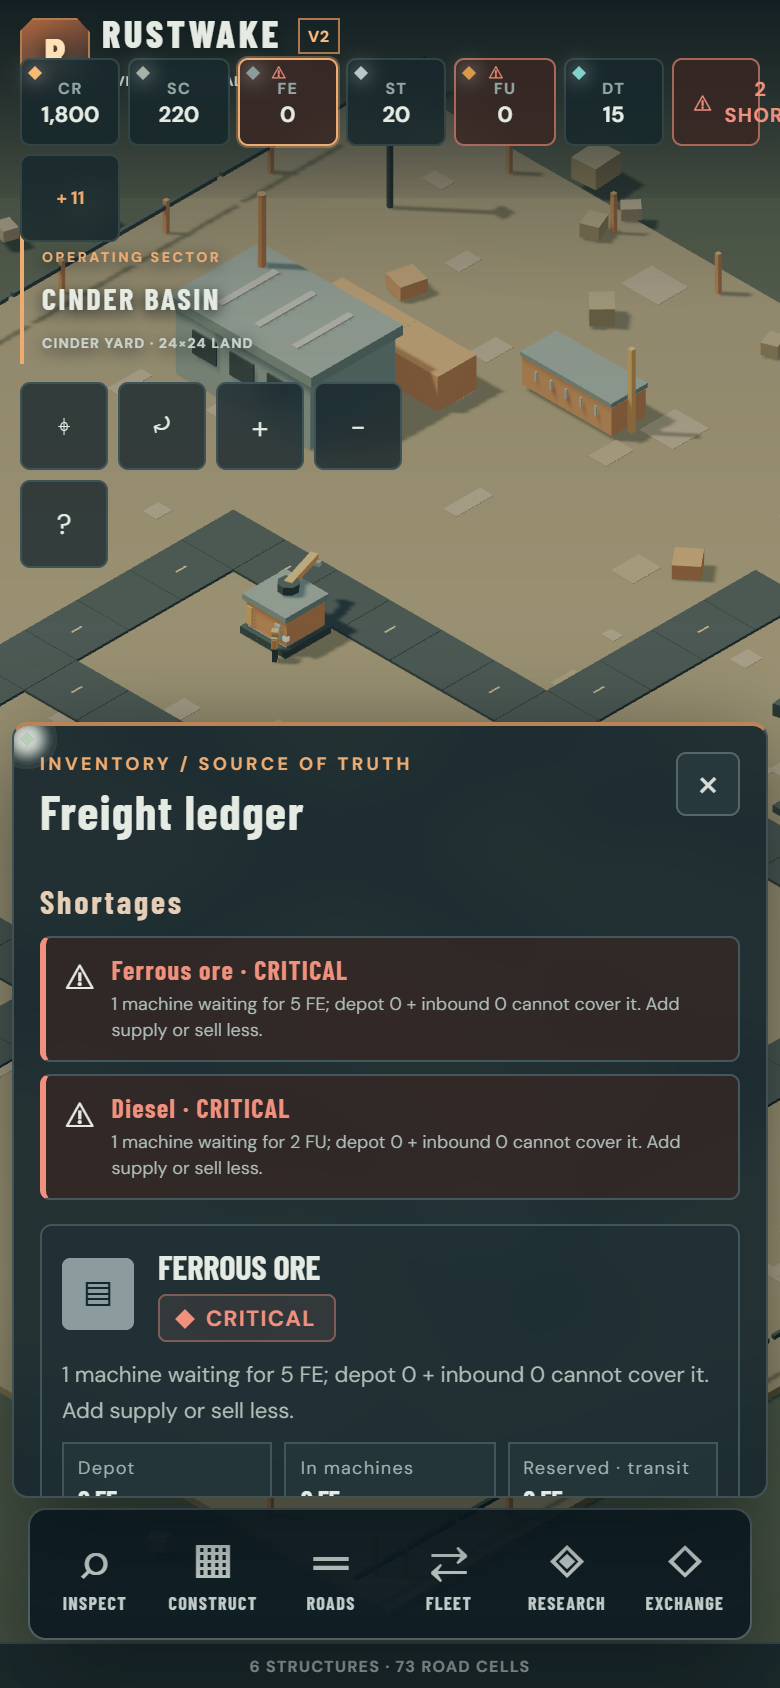 R
RUSTWAKE V2
CR
1,800
SC
220
FE
0
ST
20
FU
0
DT
15
2
SHOR
+ 11
OPERATING SECTOR
CINDER BASIN
CINDER YARD · 24×24 LAND
+
−
?
INVENTORY / SOURCE OF TRUTH
Freight ledger
×
Shortages
Ferrous ore · CRITICAL
1 machine waiting for 5 FE; depot 0 + inbound 0 cannot cover it. Add
supply or sell less.
Diesel · CRITICAL
1 machine waiting for 2 FU; depot 0 + inbound 0 cannot cover it. Add
supply or sell less.
FERROUS ORE
CRITICAL
1 machine waiting for 5 FE; depot 0 + inbound 0 cannot cover it.
Add supply or sell less.
Depot
In machines
Reserved · transit
INSPECT
CONSTRUCT
ROADS
FLEET
RESEARCH
EXCHANGE
6 STRUCTURES · 73 ROAD CELLS